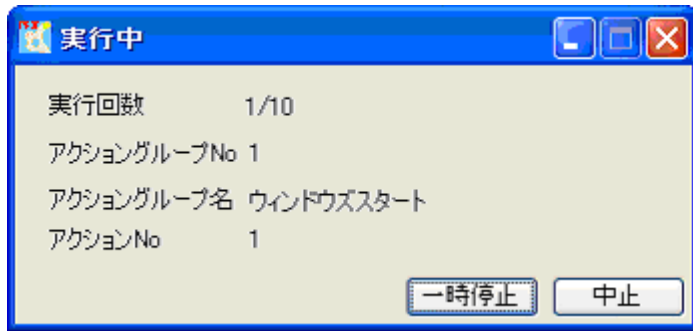 実行中
実行回数 1/10
アクショングループNo 1
アクショングループ名 ウィンドウズスタート
アクションNo 1
一時停止 中止